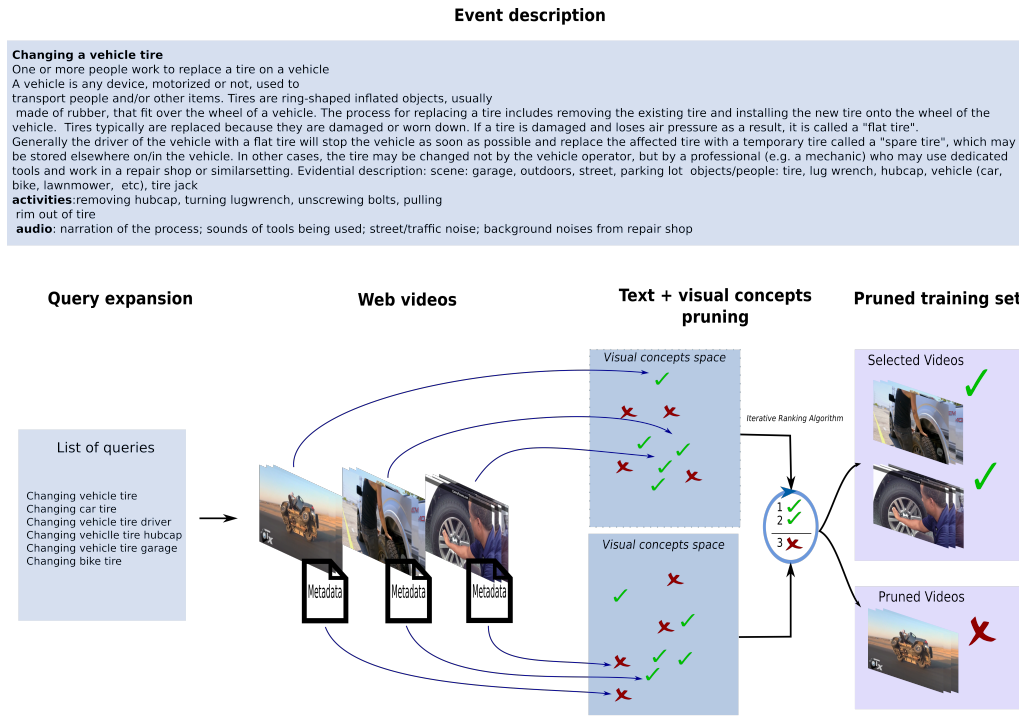 Event description
Changing a vehicle tire
One or more people work to replace a tire on a vehicle
A vehicle is any device, motorized or not, used to
transport people and/or other items. Tires are ring-shaped inflated objects, usually
made of rubber, that fit over the wheel of a vehicle. The process for replacing a tire includes removing the existing tire and installing the new tire onto the wheel of the
vehicle. Tires typically are replaced because they are damaged or worn down. If a tire is damaged and loses air pressure as a result, it is called a "flat tire".
Generally the driver of the vehicle with a flat tire will stop the vehicle as soon as possible and replace the affected tire with a temporary tire called a "spare tire", which may
be stored elsewhere on/in the vehicle. In other cases, the tire may be changed not by the vehicle operator, but by a professional (e.g. a mechanic) who may use dedicated
tools and work in a repair shop or similarsetting. Evidential description: scene: garage, outdoors, street, parking lot objects/people: tire, lug wrench, hubcap, vehicle (car,
bike, lawnmower, etc), tire jack
activities:removing hubcap, turning lugwrench, unscrewing bolts, pulling
rim out of tire
audio: narration of the process; sounds of tools being used; street/traffic noise; background noises from repair shop
Query expansion
Web videos
Text + visual concepts
pruning
Pruned training set
List of queries
Changing vehicle tire
Changing car tire
Changing vehicle tire driver
Changing vehiclle tire hubcap
Changing vehicle tire garage
Changing bike tire
Metadata
Metadata
Metadata
Visual concepts space
Visual concepts space
Iterative Ranking Algorithm
1
2
3
Selected Videos
Pruned Videos